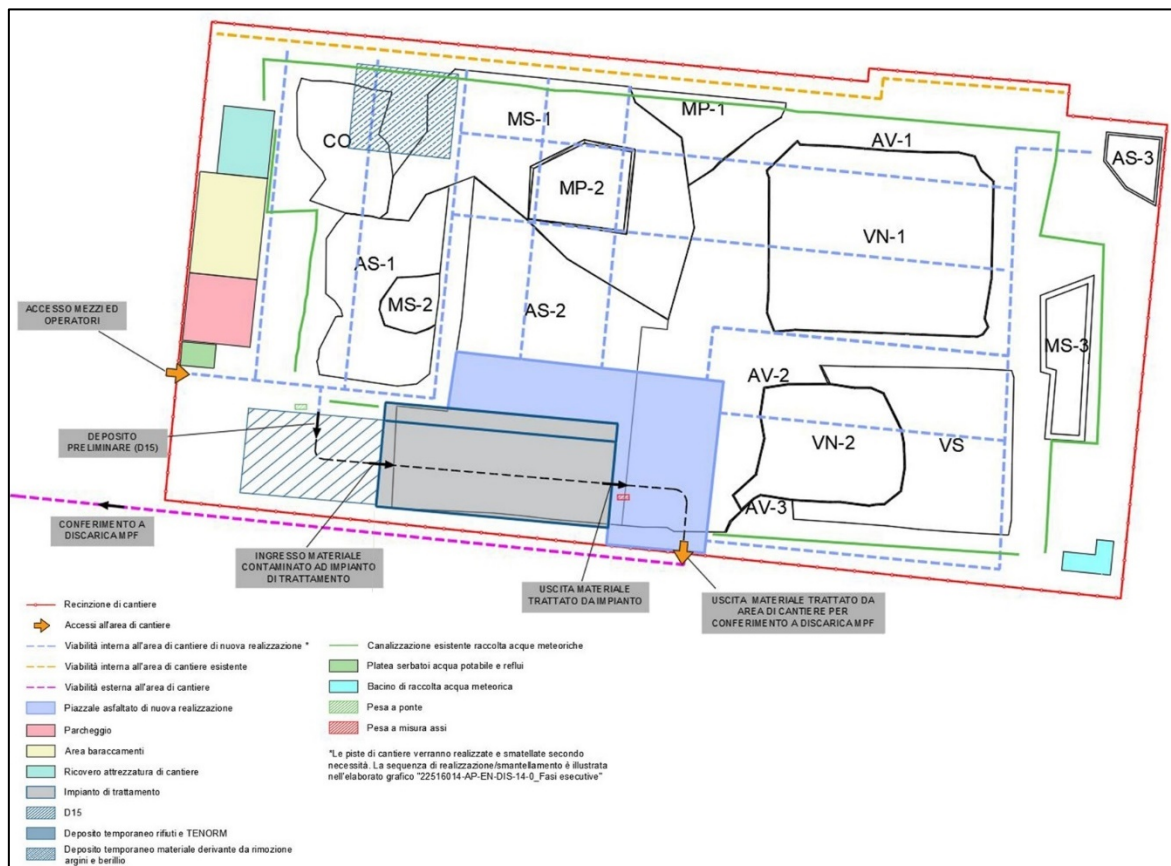 MS-1
MP-1
CO
AV-1
AS-3
MP-2
VN-1
AS-1
MS-2
AS-2
MS-3
ACCESSO MEZZI ED
OPERATORI
AV-2
VN-2
VS
DEPOSITO
PRELIMINARE (D15)
AV-3
CONFERIMENTO A
DISCARICA MPF
INGRESSO MATERIALE
CONTAMINATO AD IMPIANTO
DI TRATTAMENTO
USCITA MATERIALE
TRATTATO DA IMPIANTO
USCITA MATERIALE TRATTATO DA
AREA DI CANTIERE PER
CONFERIMENTO A DISCARICA MPF
Recinzione di cantiere
Accessi all'area di cantiere
Viabilità interna all'area di cantiere di nuova realizzazione *
Viabilità interna all'area di cantiere esistente
Viabilità esterna all'area di cantiere
Piazzale asfaltato di nuova realizzazione
Parcheggio
Area baraccamenti
Ricovero attrezzatura di cantiere
Impianto di trattamento
D15
Deposito temporaneo rifiuti e TENORM
Deposito temporaneo materiale derivante da rimozione
argini e berillio
Canalizzazione esistente raccolta acque meteoriche
Platea serbatoi acqua potabile e reflui
Bacino di raccolta acqua meteorica
Pesa a ponte
Pesa a misura assi
*Le piste di cantiere verranno realizzate e smatellate secondo
necessità. La sequenza di realizzazione/smantellamento è illustrata
nell'elaborato grafico "22516014-AP-EN-DIS-14-0_Fasi esecutive"